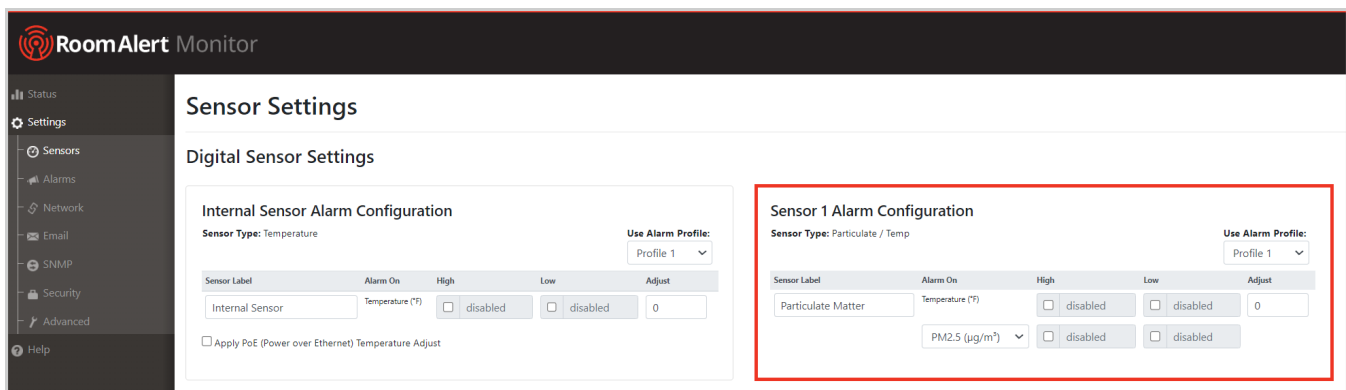 RoomAlert Monitor
Status
Settings
Sensors
Alarms
Network
Email
SNMP
Security
Advanced
Help
Sensor Settings
Digital Sensor Settings
Internal Sensor Alarm Configuration
Sensor Type: Temperature
Use Alarm Profile:
Profile 1
Sensor Label Alarm On High Low Adjust
Internal Sensor Temperature (°F) disabled disabled 0
Apply PoE (Power over Ethernet) Temperature Adjust
Sensor 1 Alarm Configuration
Sensor Type: Particulate / Temp
Use Alarm Profile:
Profile 1
Sensor Label Alarm On High Low Adjust
Particulate Matter Temperature (°F) disabled disabled 0
PM2.5 (µg/m³) disabled disabled